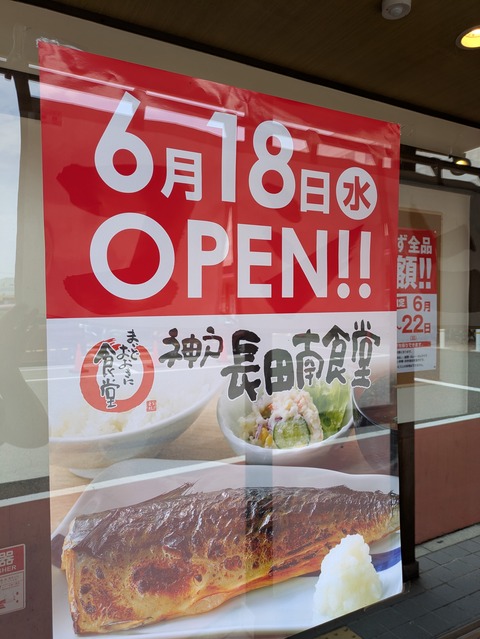 6月18日水
OPEN!!
まいどおおきに
食堂
神戸 長田南食堂
ず全品
額!!
6月
~22日
品